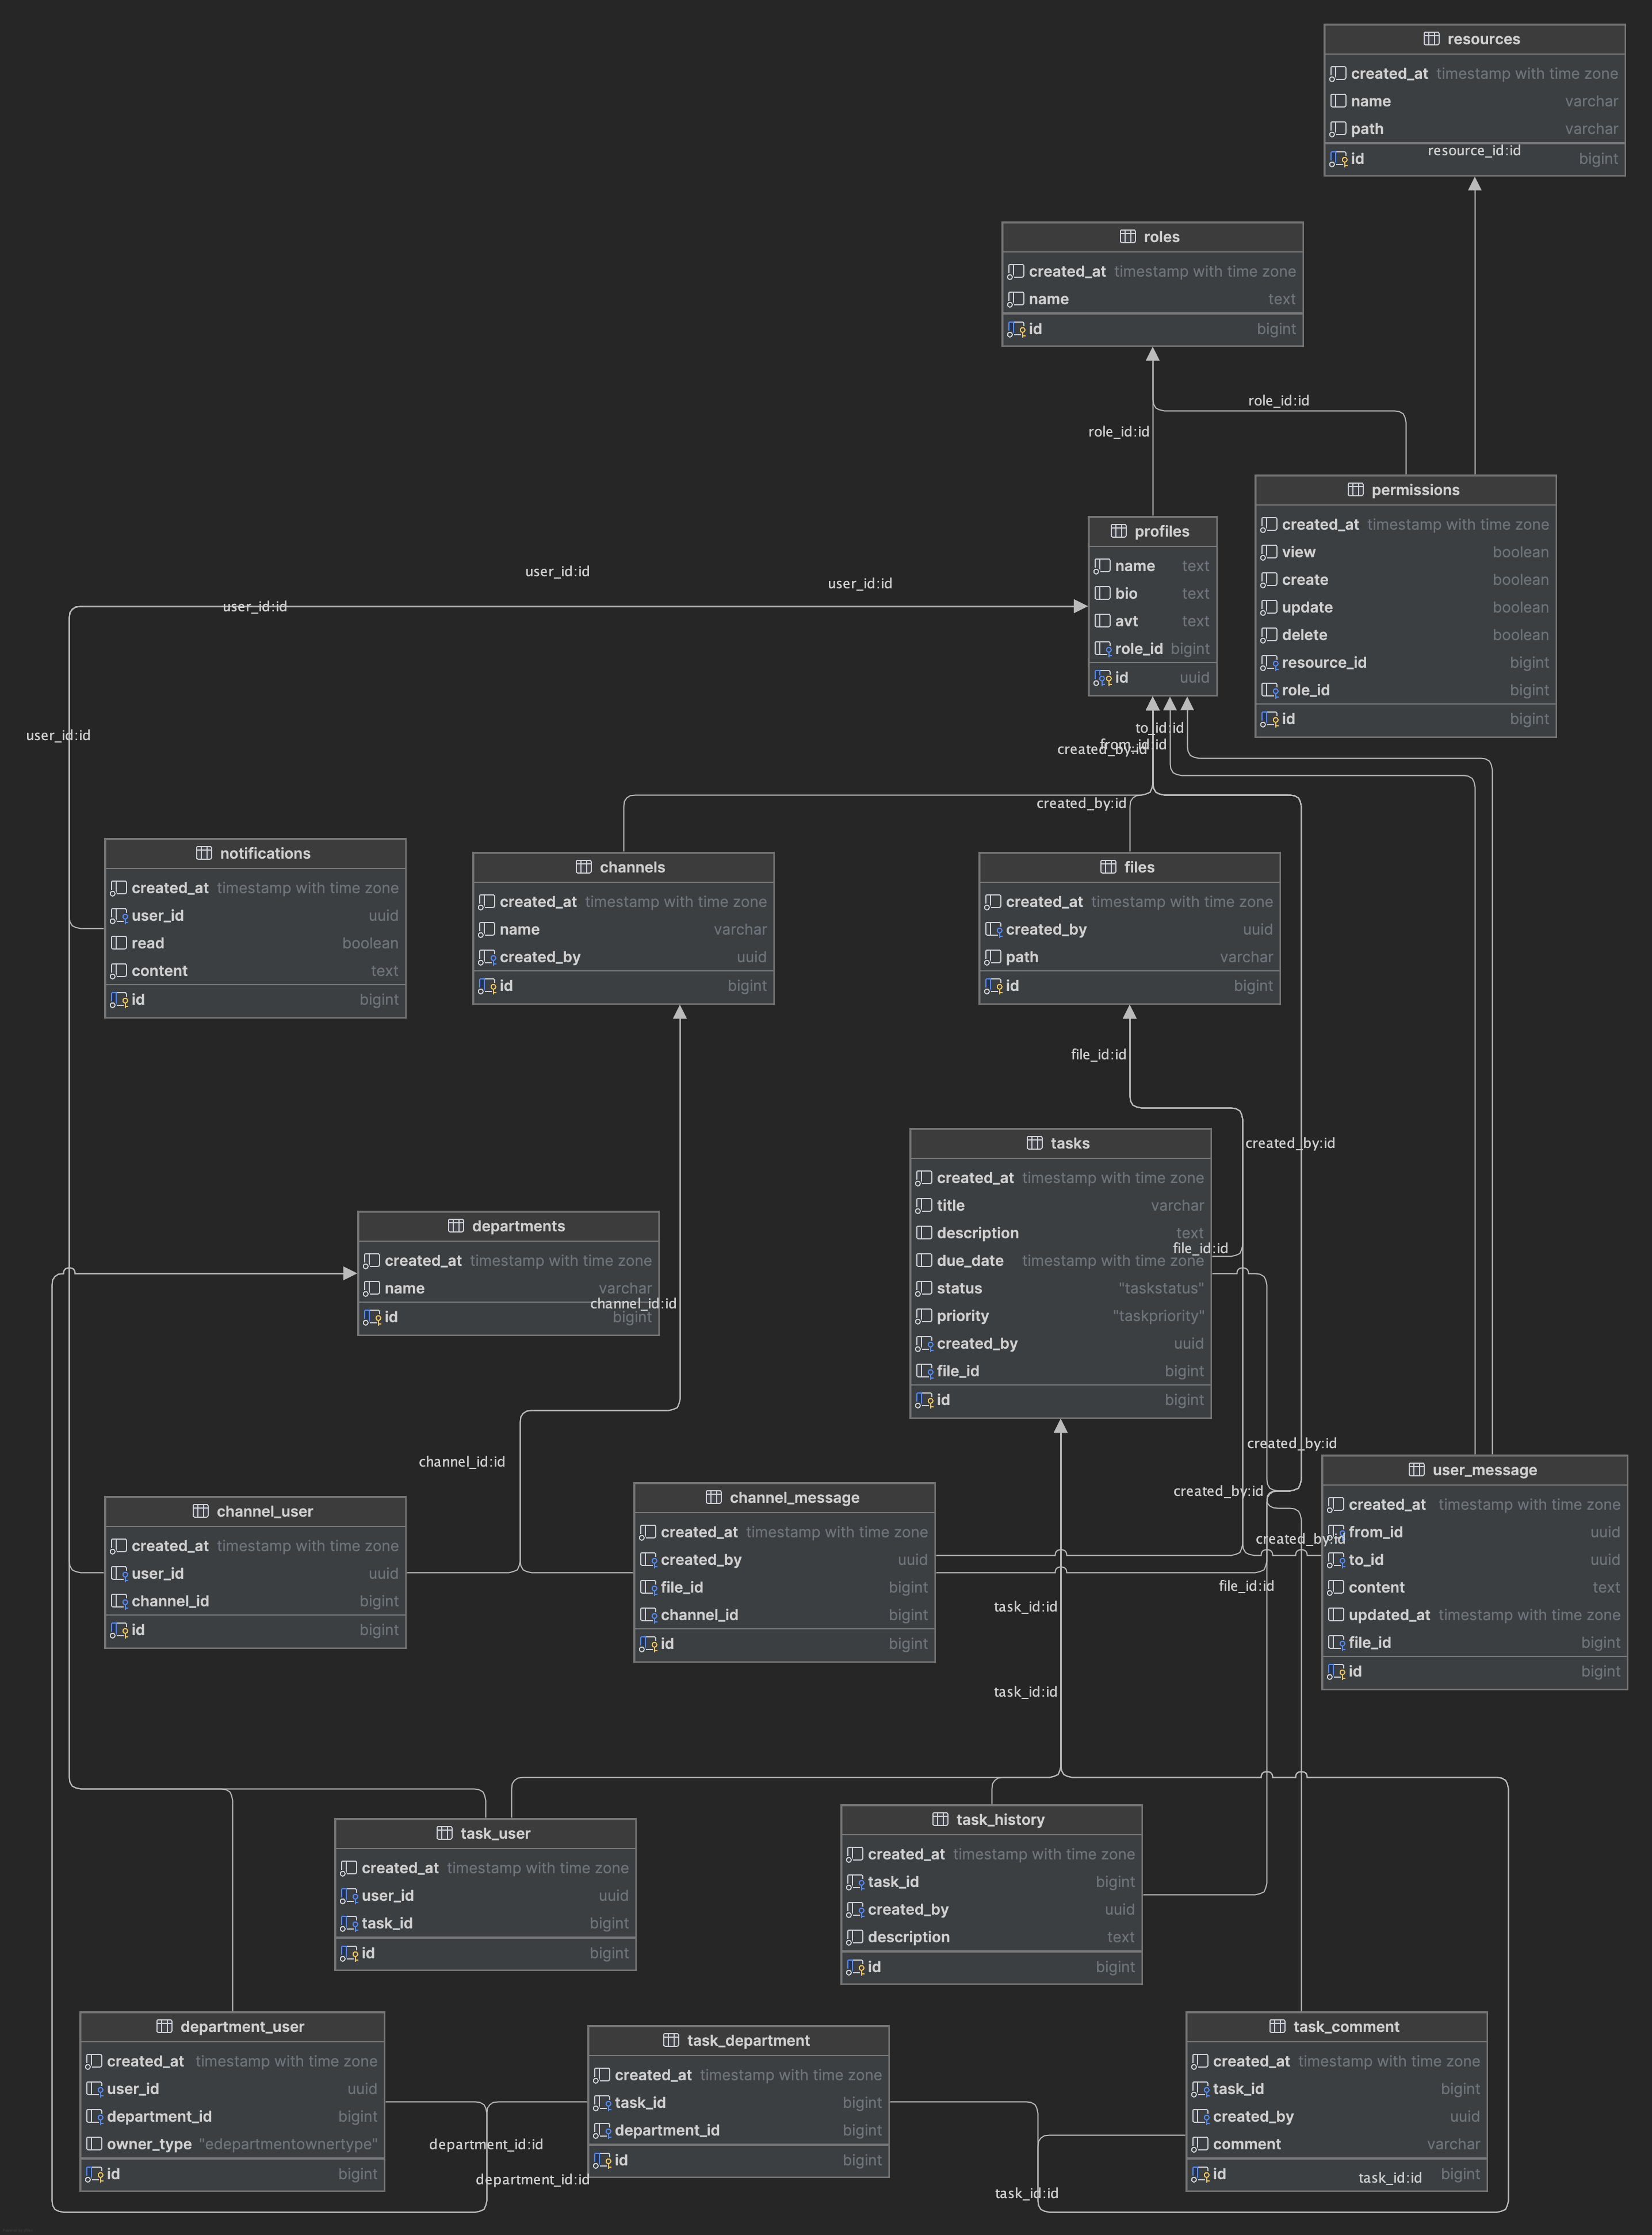 resources
created_at timestamp with time zone
name varchar
path varchar
resource_id:id
id bigint
roles
created_at timestamp with time zone
name text
id bigint
role_id:id
role_id:id
permissions
created_at timestamp with time zone
view boolean
create boolean
update boolean
delete boolean
resource_id bigint
role_id bigint
id bigint
profiles
name text
bio text
avt text
role_id bigint
id uuid
user_id:id
user_id:id
user_id:id
user_id:id
to_id:id
from_id:id
created_by:id
created_by:id
notifications
created_at timestamp with time zone
user_id uuid
read boolean
content text
id bigint
channels
created_at timestamp with time zone
name varchar
created_by uuid
id bigint
files
created_at timestamp with time zone
created_by uuid
path varchar
id bigint
file_id:id
created_by:id
tasks
created_at timestamp with time zone
title varchar
description text
file_id:id
due_date timestamp with time zone
status "taskstatus"
priority "taskpriority"
created_by uuid
file_id bigint
id bigint
departments
created_at timestamp with time zone
name varchar
channel_id:id
id bigint
channel_id:id
created_by:id
created_by:id
created_by:id
file_id:id
user_message
created_at timestamp with time zone
from_id uuid
to_id uuid
content text
updated_at timestamp with time zone
file_id bigint
id bigint
channel_user
created_at timestamp with time zone
user_id uuid
channel_id bigint
id bigint
channel_message
created_at timestamp with time zone
created_by uuid
file_id bigint
channel_id bigint
id bigint
task_id:id
task_id:id
task_user
created_at timestamp with time zone
user_id uuid
task_id bigint
id bigint
task_history
created_at timestamp with time zone
task_id bigint
created_by uuid
description text
id bigint
department_user
created_at timestamp with time zone
user_id uuid
department_id bigint
owner_type "edepartmentownertype"
id bigint
department_id:id
department_id:id
task_department
created_at timestamp with time zone
task_id bigint
department_id bigint
id bigint
task_id:id
task_comment
created_at timestamp with time zone
task_id bigint
created_by uuid
comment varchar
id bigint
task_id:id